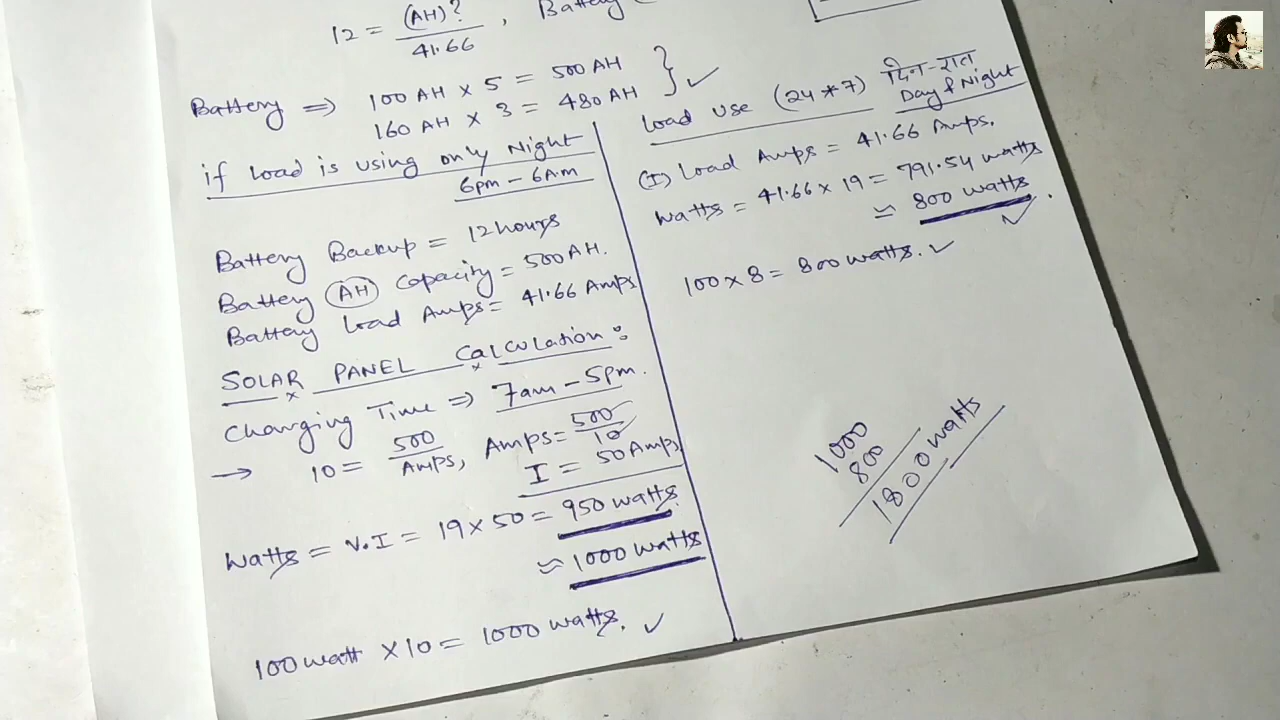 12 = (AH)? / 41.66 , Battery
Battery ⇒ 100 AH x 5 = 500 AH
160 AH x 3 = 480 AH } ✓
if Load is using only Night
6pm - 6Am
Battery Backup = 12 hours
Battery (AH) Capacity = 500 AH.
Battery Load Amps = 41.66 Amps
SOLAR PANEL Calculation :
Charging Time ⇒ 7am - 5pm.
→ 10 = 500 / Amps, Amps = 500 / 10
I = 50 Amps
Watts = V.I = 19 x 50 = 950 watts.
≈ 1000 watts
100 watt x 10 = 1000 watts. ✓
Load Use (24*7) दिन-रात
Day & Night
(I) Load Amps = 41.66 Amps.
Watts = 41.66 x 19 = 791.54 watts
≈ 800 watts. ✓
100 x 8 = 800 watts. ✓
1000
800
1800 watts